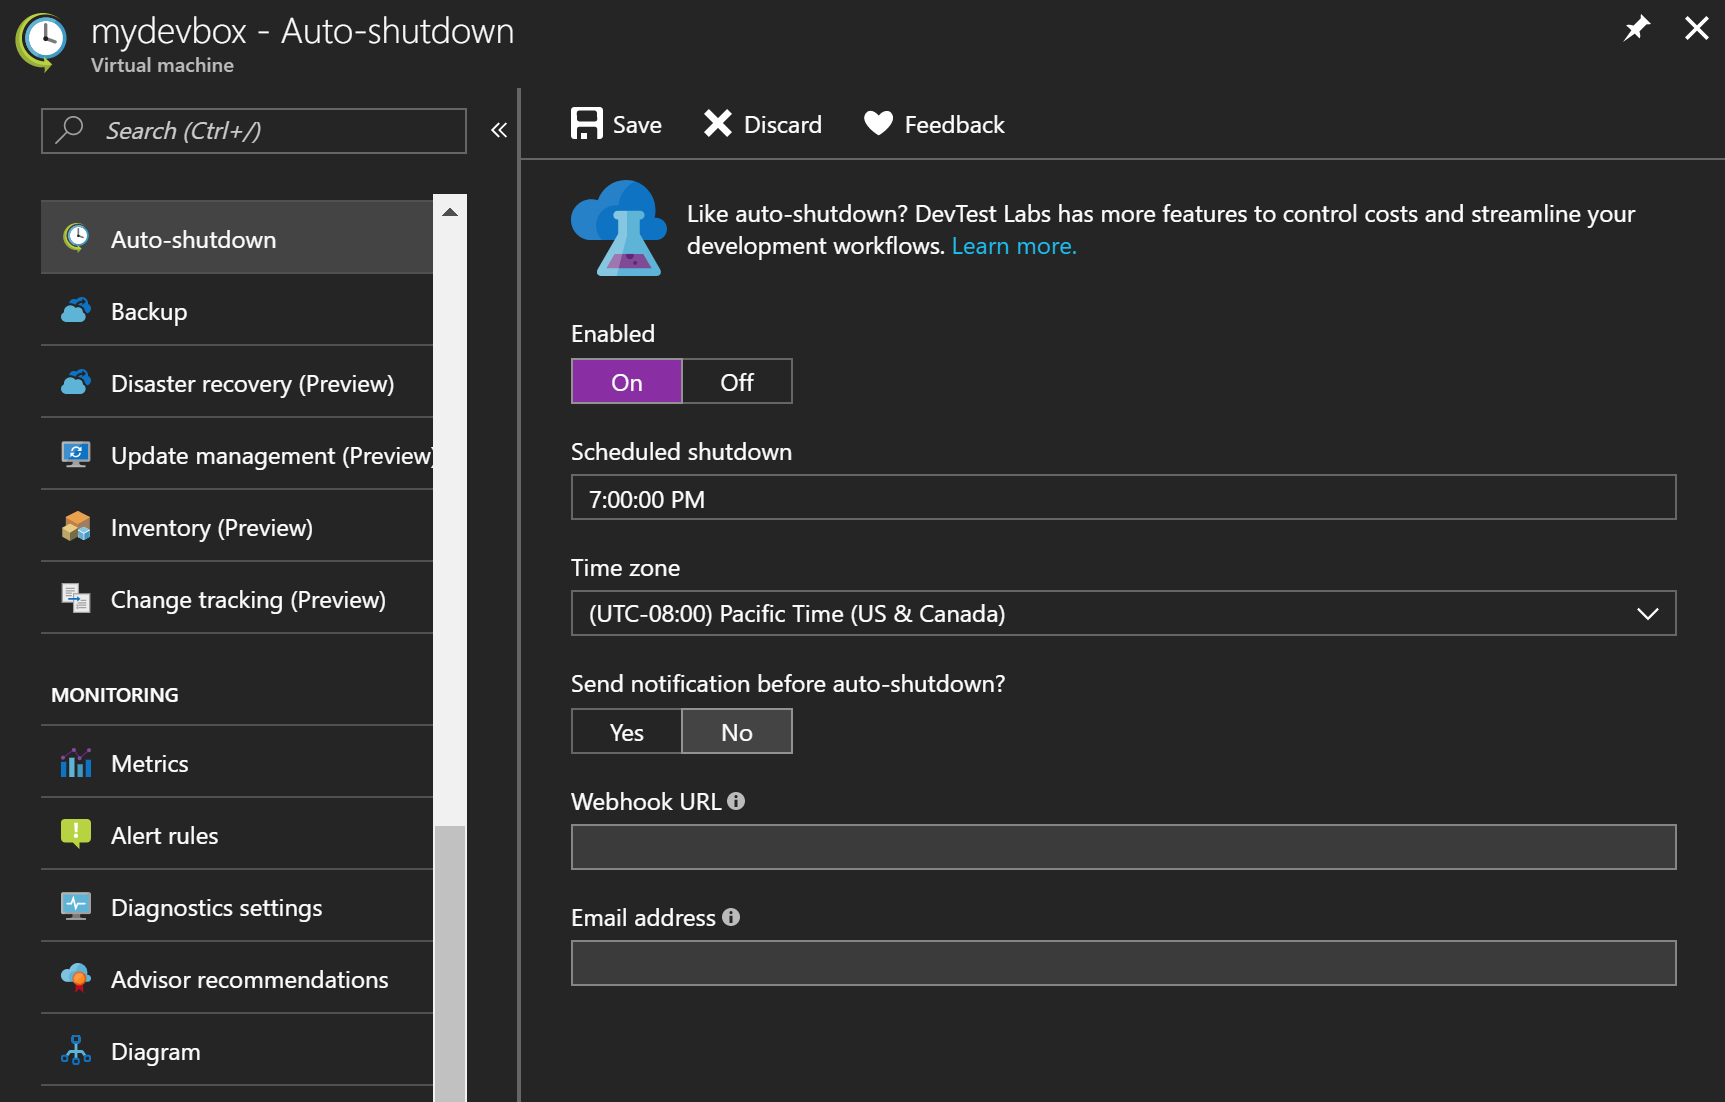 mydevbox - Auto-shutdown
Virtual machine
Search (Ctrl+/)
Auto-shutdown
Backup
Disaster recovery (Preview)
Update management (Preview)
Inventory (Preview)
Change tracking (Preview)
MONITORING
Metrics
Alert rules
Diagnostics settings
Advisor recommendations
Diagram
Save Discard Feedback
Like auto-shutdown? DevTest Labs has more features to control costs and streamline your
development workflows. Learn more.
Enabled
On Off
Scheduled shutdown
7:00:00 PM
Time zone
(UTC-08:00) Pacific Time (US & Canada)
Send notification before auto-shutdown?
Yes No
Webhook URL
Email address